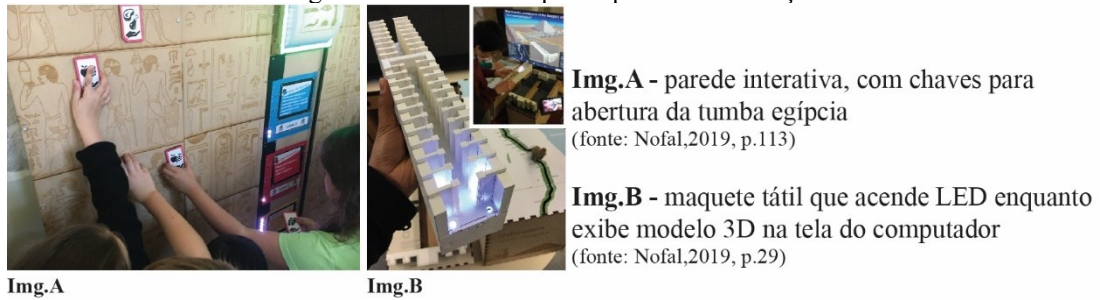 Img.A - parede interativa, com chaves para
abertura da tumba egípcia
(fonte: Nofal,2019, p.113)
Img.B - maquete tátil que acende LED enquanto
exibe modelo 3D na tela do computador
(fonte: Nofal,2019, p.29)
Img.A
Img.B